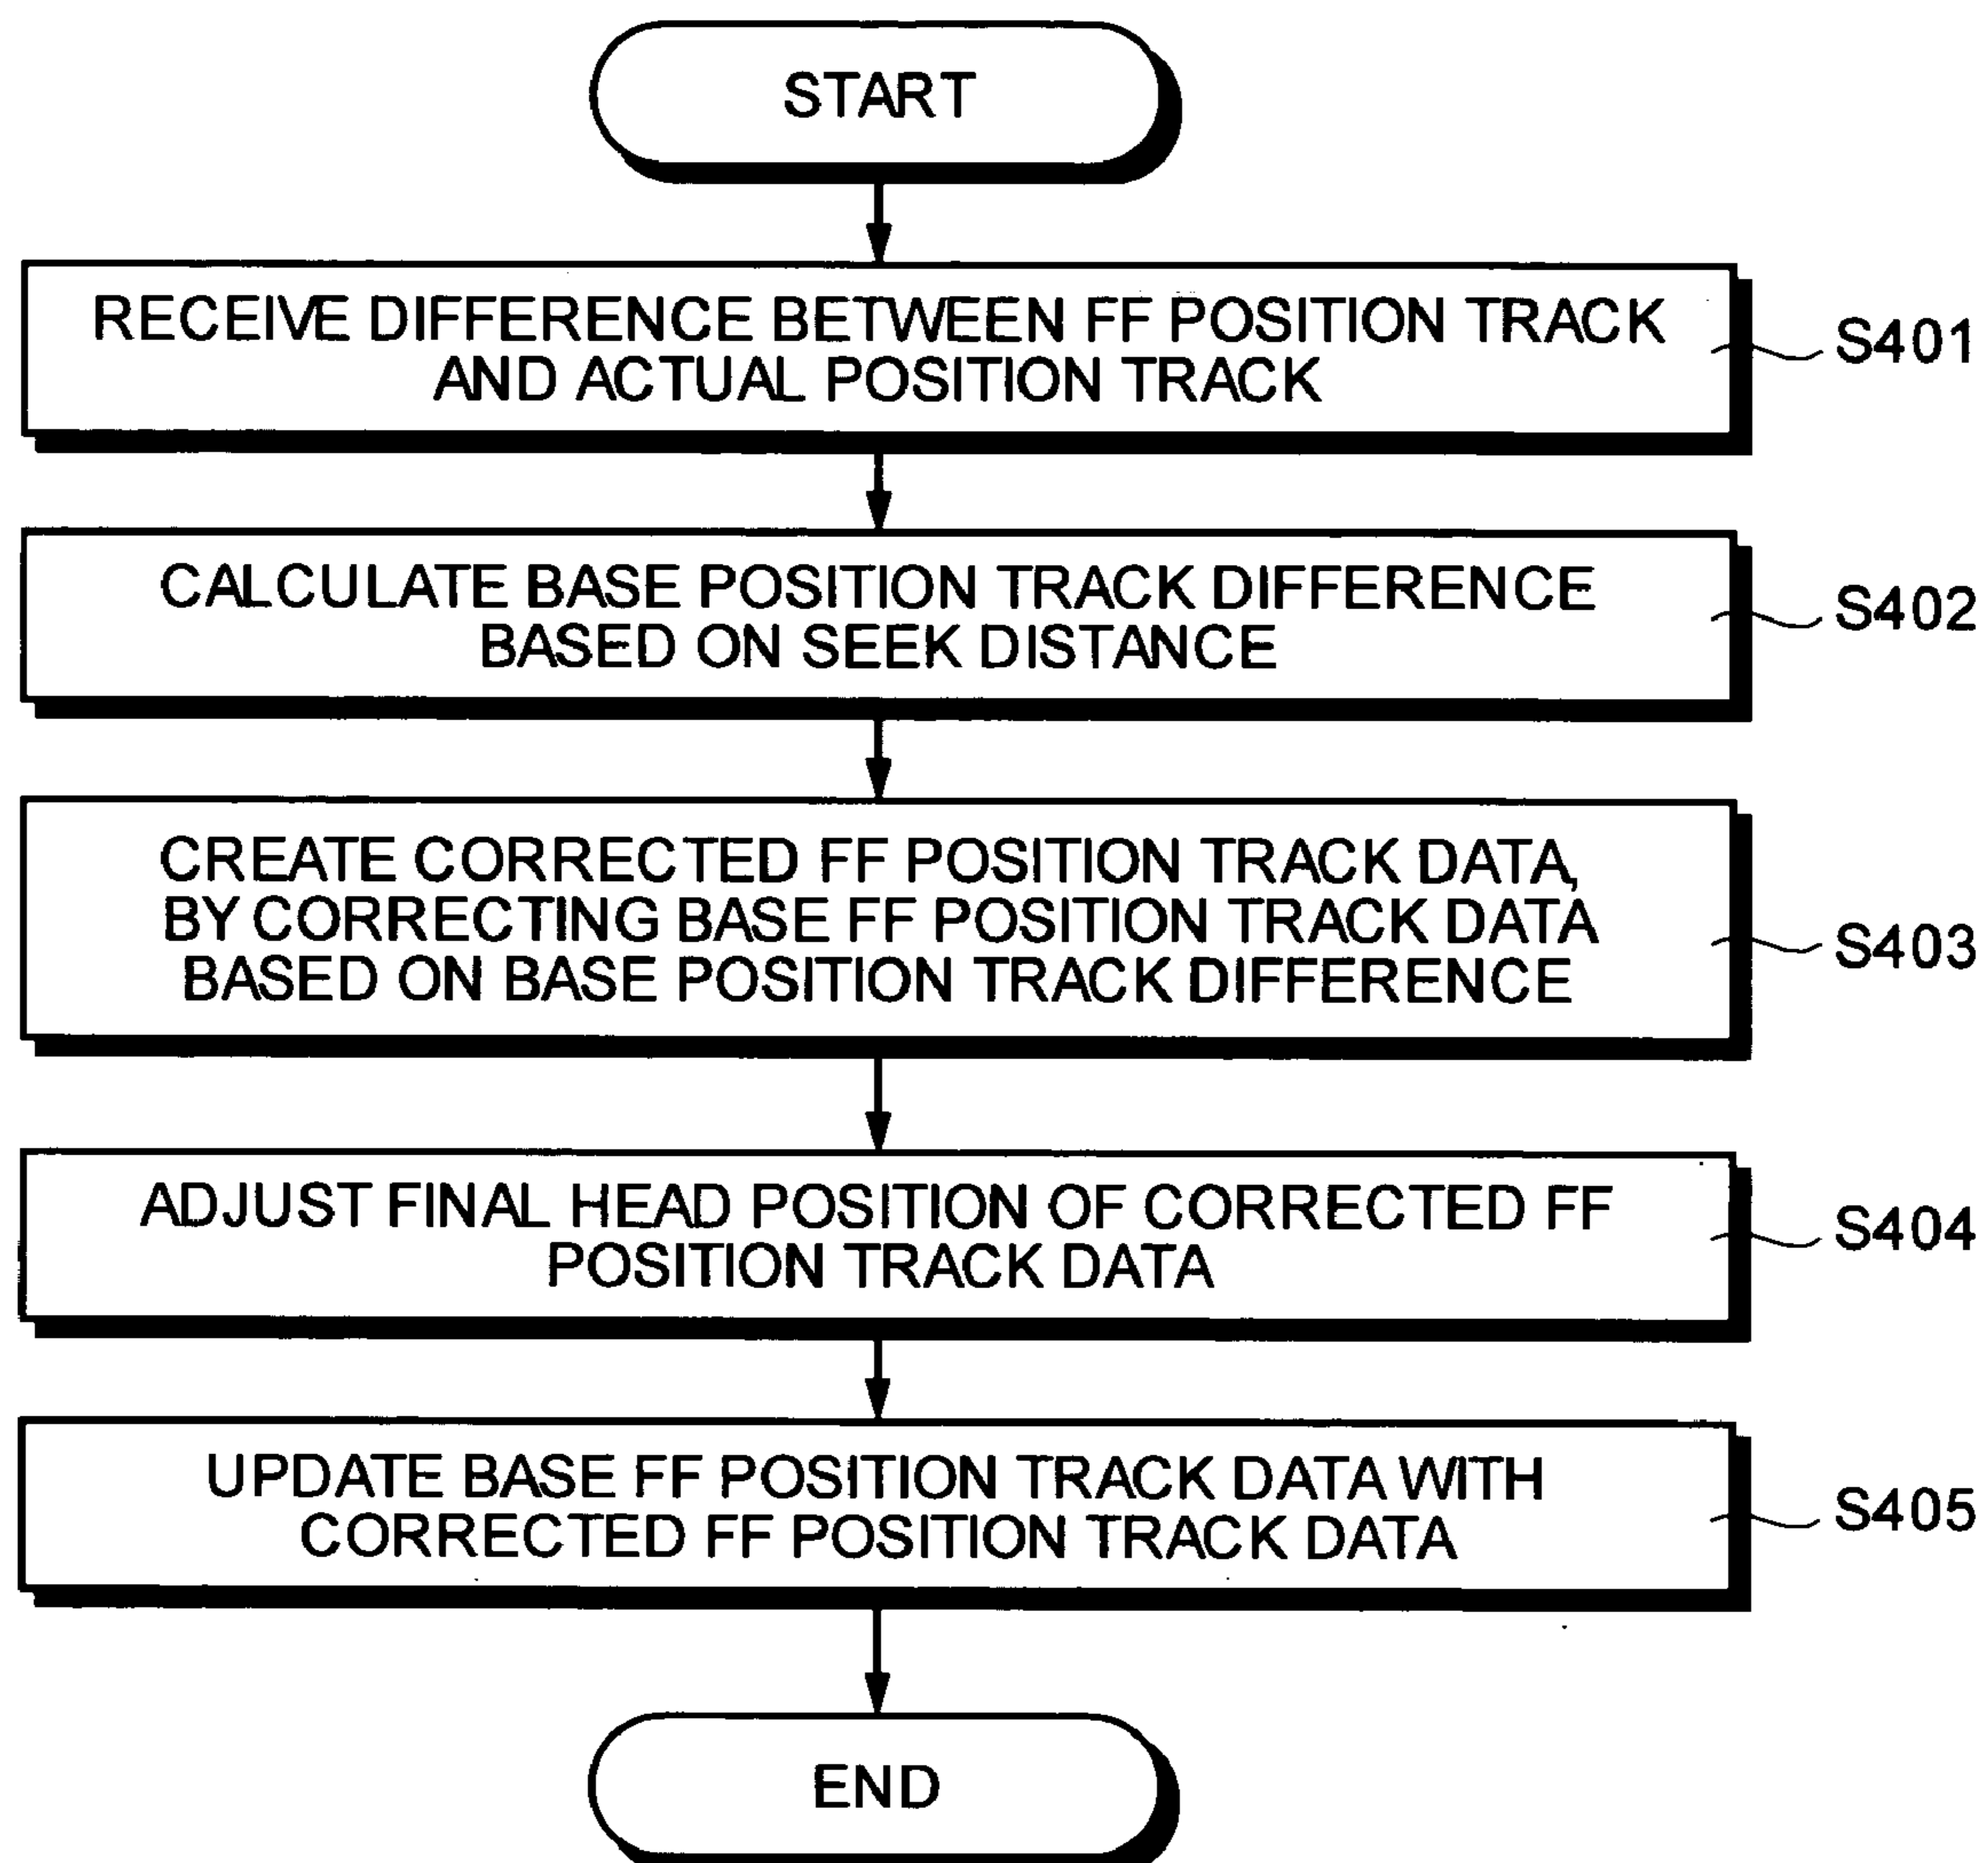 START
RECEIVE DIFFERENCE BETWEEN FF POSITION TRACK
AND ACTUAL POSITION TRACK
S401
CALCULATE BASE POSITION TRACK DIFFERENCE
BASED ON SEEK DISTANCE
S402
CREATE CORRECTED FF POSITION TRACK DATA,
BY CORRECTING BASE FF POSITION TRACK DATA
BASED ON BASE POSITION TRACK DIFFERENCE
S403
ADJUST FINAL HEAD POSITION OF CORRECTED FF
POSITION TRACK DATA
S404
UPDATE BASE FF POSITION TRACK DATA WITH
CORRECTED FF POSITION TRACK DATA
S405
END